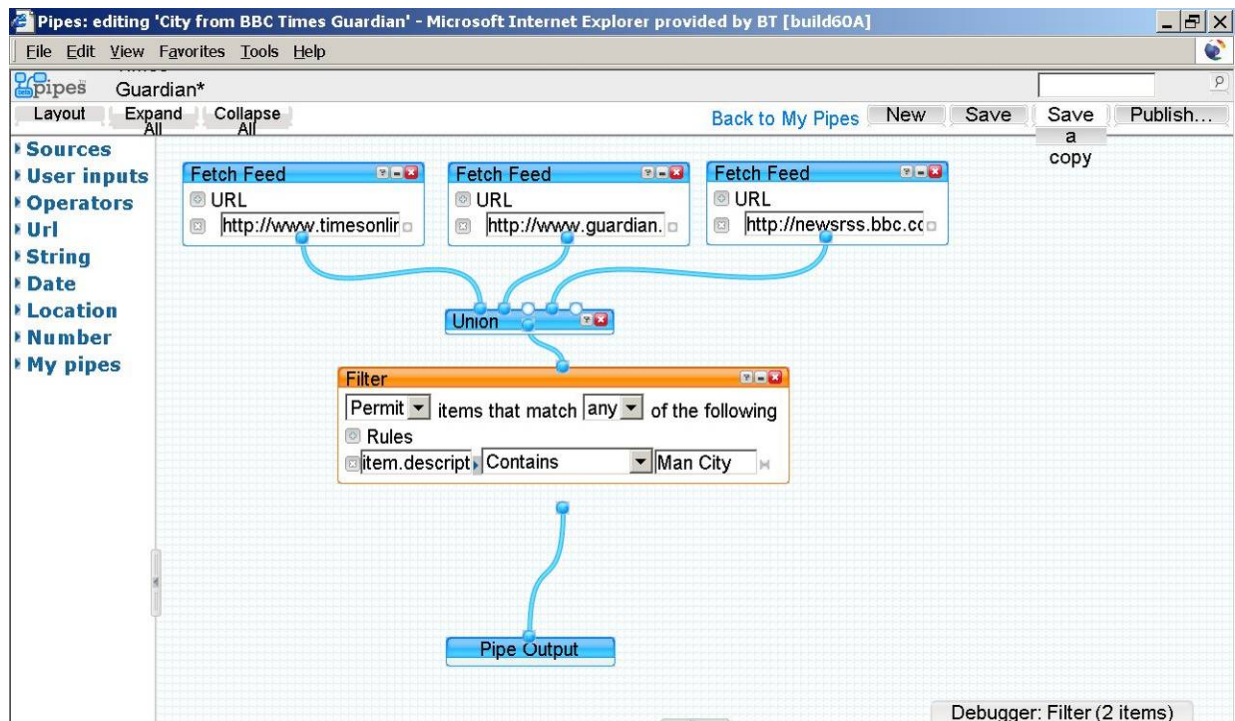 Pipes: editing 'City from BBC Times Guardian' - Microsoft Internet Explorer provided by BT [build60A]
File Edit View Favorites Tools Help
pipes Guardian*
Layout Expand All Collapse All Back to My Pipes New Save Save a copy Publish...
Sources
User inputs
Operators
Url
String
Date
Location
Number
My pipes
Fetch Feed
URL
http://www.timesonlin
Fetch Feed
URL
http://www.guardian.
Fetch Feed
URL
http://newsrss.bbc.co
Union
Filter
Permit items that match any of the following
Rules
item.descript Contains Man City
Pipe Output
Debugger: Filter (2 items)